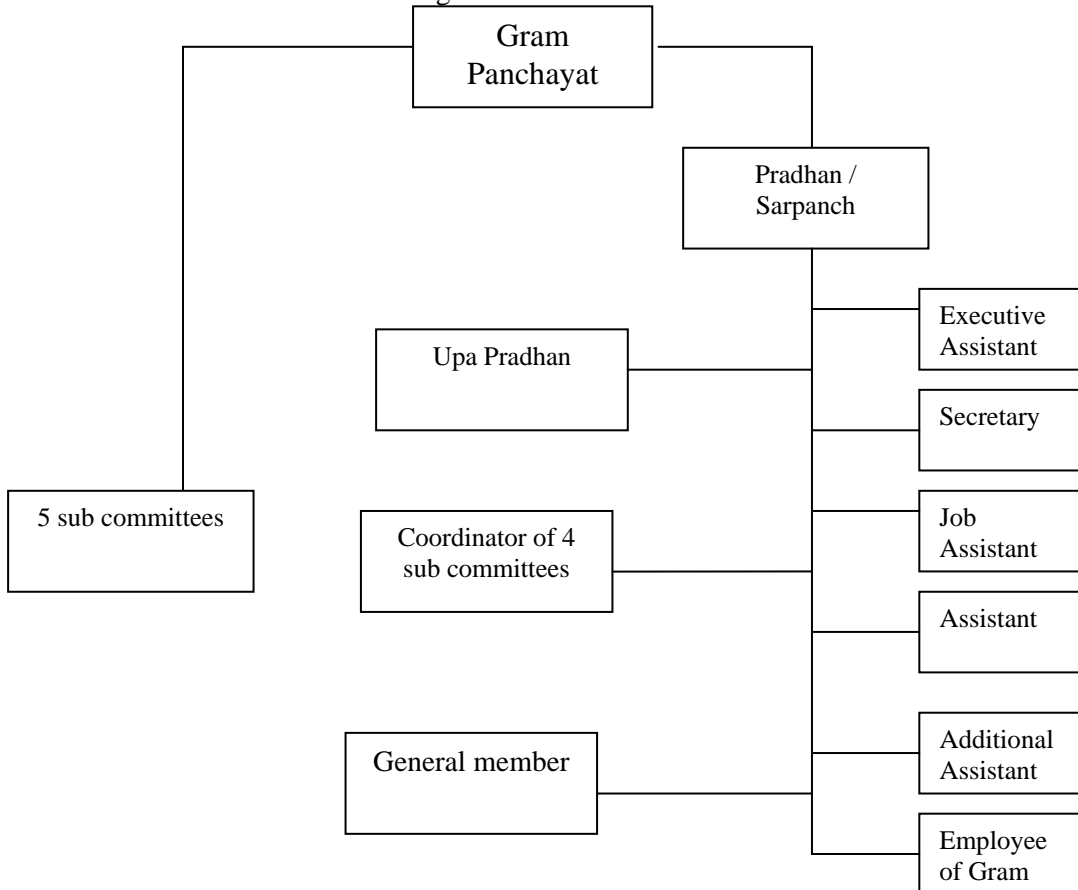 Gram
Panchayat
Pradhan /
Sarpanch
Executive
Assistant
Upa Pradhan
Secretary
5 sub committees
Coordinator of 4
sub committees
Job
Assistant
Assistant
General member
Additional
Assistant
Employee
of Gram